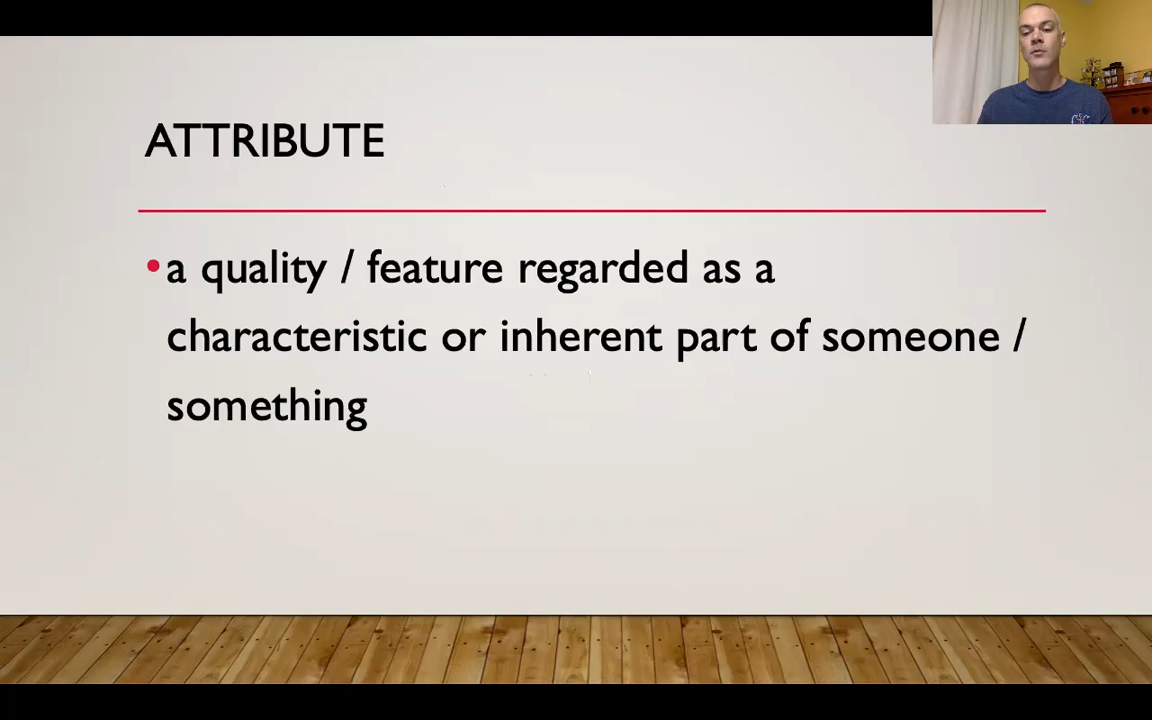 ATTRIBUTE
•a quality / feature regarded as a
characteristic or inherent part of someone /
something